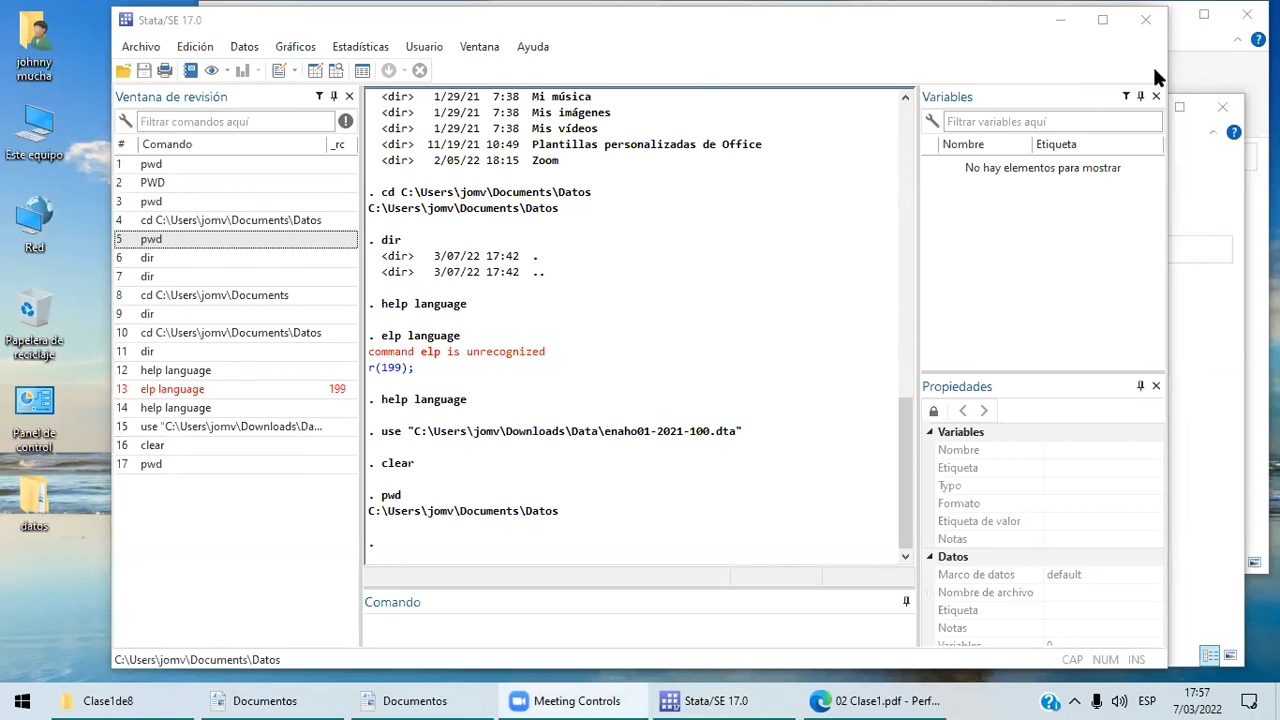 johnny
mucha
Este equipo
Red
Papelera de
reciclaje
Panel de
control
datos
Stata/SE 17.0
Archivo Edición Datos Gráficos Estadísticas Usuario Ventana Ayuda
Ventana de revisión
Filtrar comandos aquí
# Comando _rc
1 pwd
2 PWD
3 pwd
4 cd C:\Users\jomv\Documents\Datos
5 pwd
6 dir
7 dir
8 cd C:\Users\jomv\Documents
9 dir
10 cd C:\Users\jomv\Documents\Datos
11 dir
12 help language
13 elp language 199
14 help language
15 use "C:\Users\jomv\Downloads\Da...
16 clear
17 pwd
<dir> 1/29/21 7:38 Mi música
<dir> 1/29/21 7:38 Mis imágenes
<dir> 1/29/21 7:38 Mis vídeos
<dir> 11/19/21 10:49 Plantillas personalizadas de Office
<dir> 2/05/22 18:15 Zoom
. cd C:\Users\jomv\Documents\Datos
C:\Users\jomv\Documents\Datos
. dir
<dir> 3/07/22 17:42 .
<dir> 3/07/22 17:42 ..
. help language
. elp language
command elp is unrecognized
r(199);
. help language
. use "C:\Users\jomv\Downloads\Data\enaho01-2021-100.dta"
. clear
. pwd
C:\Users\jomv\Documents\Datos
.
Comando
Variables
Filtrar variables aquí
Nombre Etiqueta
No hay elementos para mostrar
Propiedades
Variables
Nombre
Etiqueta
Typo
Formato
Etiqueta de valor
Notas
Datos
Marco de datos default
Nombre de archivo
Etiqueta
Notas
Variables 0
C:\Users\jomv\Documents\Datos
CAP NUM INS
Clase1de8
Documentos
Documentos
Meeting Controls
Stata/SE 17.0
02 Clase1.pdf - Perf...
ESP
17:57
7/03/2022